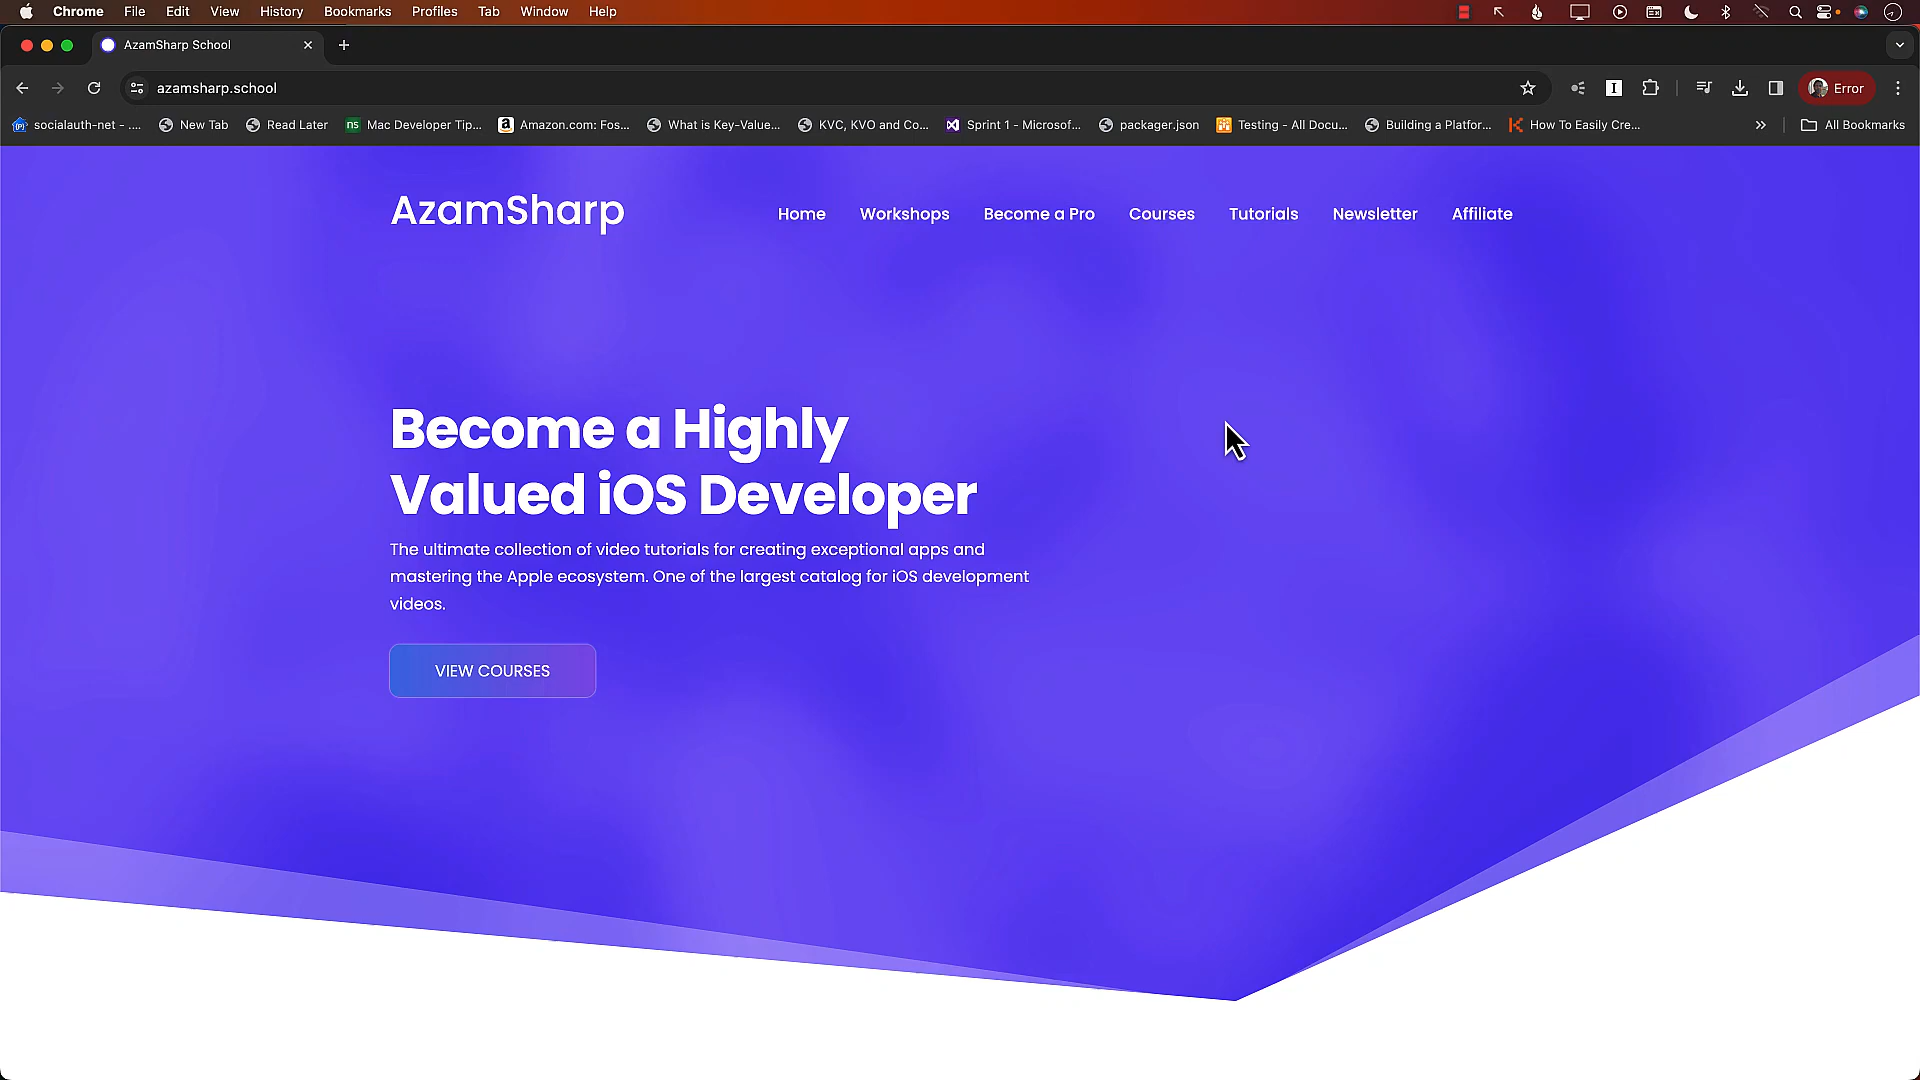 Chrome File Edit View History Bookmarks Profiles Tab Window Help
AzamSharp School
azamsharp.school
Error
socialauth-net - .... New Tab Read Later Mac Developer Tip... Amazon.com: Fos... What is Key-Value... KVC, KVO and Co... Sprint 1 - Microsof... packager.json Testing - All Docu... Building a Platfor... How To Easily Cre... All Bookmarks
AzamSharp
Home Workshops Become a Pro Courses Tutorials Newsletter Affiliate
Become a Highly
Valued iOS Developer
The ultimate collection of video tutorials for creating exceptional apps and
mastering the Apple ecosystem. One of the largest catalog for iOS development
videos.
VIEW COURSES